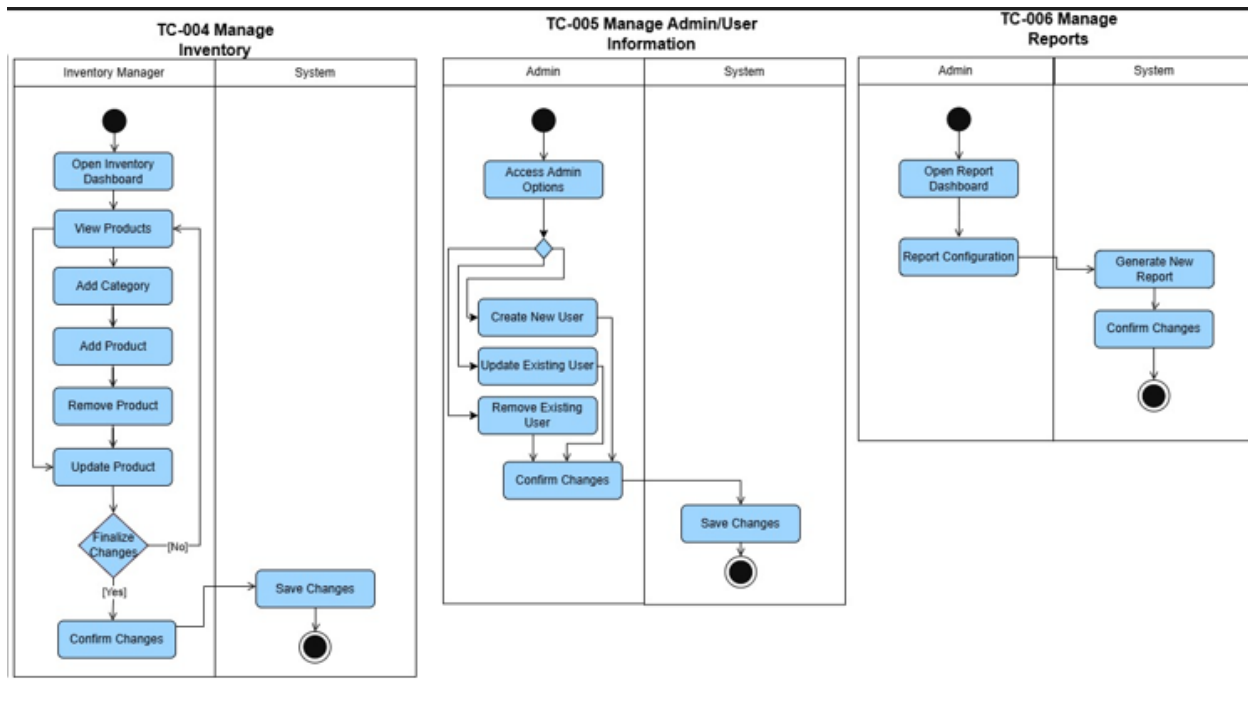 TC-004 Manage
Inventory
Inventory Manager
System
Open Inventory
Dashboard
View Products
Add Category
Add Product
Remove Product
Update Product
Finalize
Changes
[No]
[Yes]
Confirm Changes
Save Changes
TC-005 Manage Admin/User
Information
Admin
System
Access Admin
Options
Create New User
Update Existing User
Remove Existing
User
Confirm Changes
Save Changes
TC-006 Manage
Reports
Admin
System
Open Report
Dashboard
Report Configuration
Generate New
Report
Confirm Changes